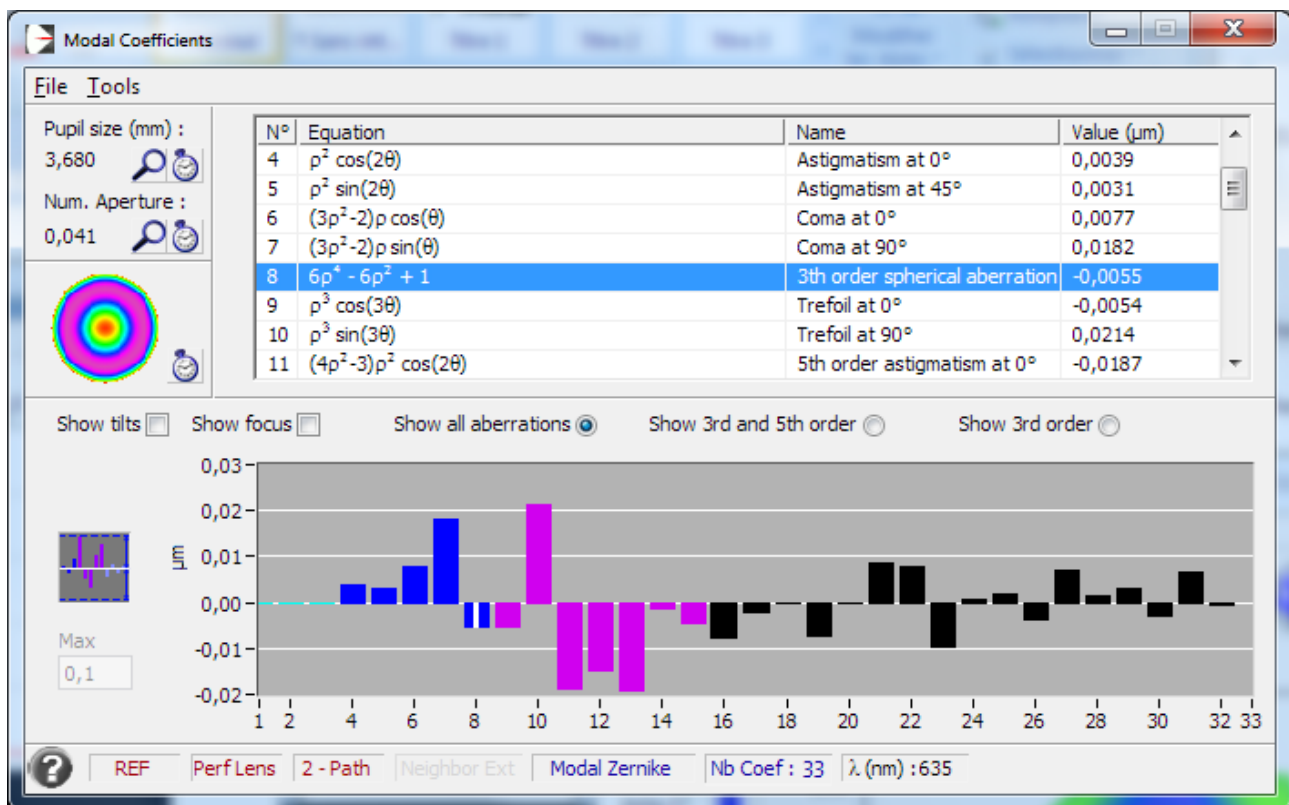 Modal Coefficients
File Tools
Pupil size (mm) :
3,680
Num. Aperture :
0,041
N° Equation Name Value (µm)
4 ρ² cos(2θ) Astigmatism at 0° 0,0039
5 ρ² sin(2θ) Astigmatism at 45° 0,0031
6 (3ρ²-2)ρ cos(θ) Coma at 0° 0,0077
7 (3ρ²-2)ρ sin(θ) Coma at 90° 0,0182
8 6ρ⁴ - 6ρ² + 1 3th order spherical aberration -0,0055
9 ρ³ cos(3θ) Trefoil at 0° -0,0054
10 ρ³ sin(3θ) Trefoil at 90° 0,0214
11 (4ρ²-3)ρ² cos(2θ) 5th order astigmatism at 0° -0,0187
Show tilts Show focus Show all aberrations Show 3rd and 5th order Show 3rd order
0,03
0,02
0,01
0,00
-0,01
-0,02
µm
Max
0,1
1 2 4 6 8 10 12 14 16 18 20 22 24 26 28 30 32 33
? REF Perf Lens 2 - Path Neighbor Ext Modal Zernike Nb Coef : 33 λ (nm) :635